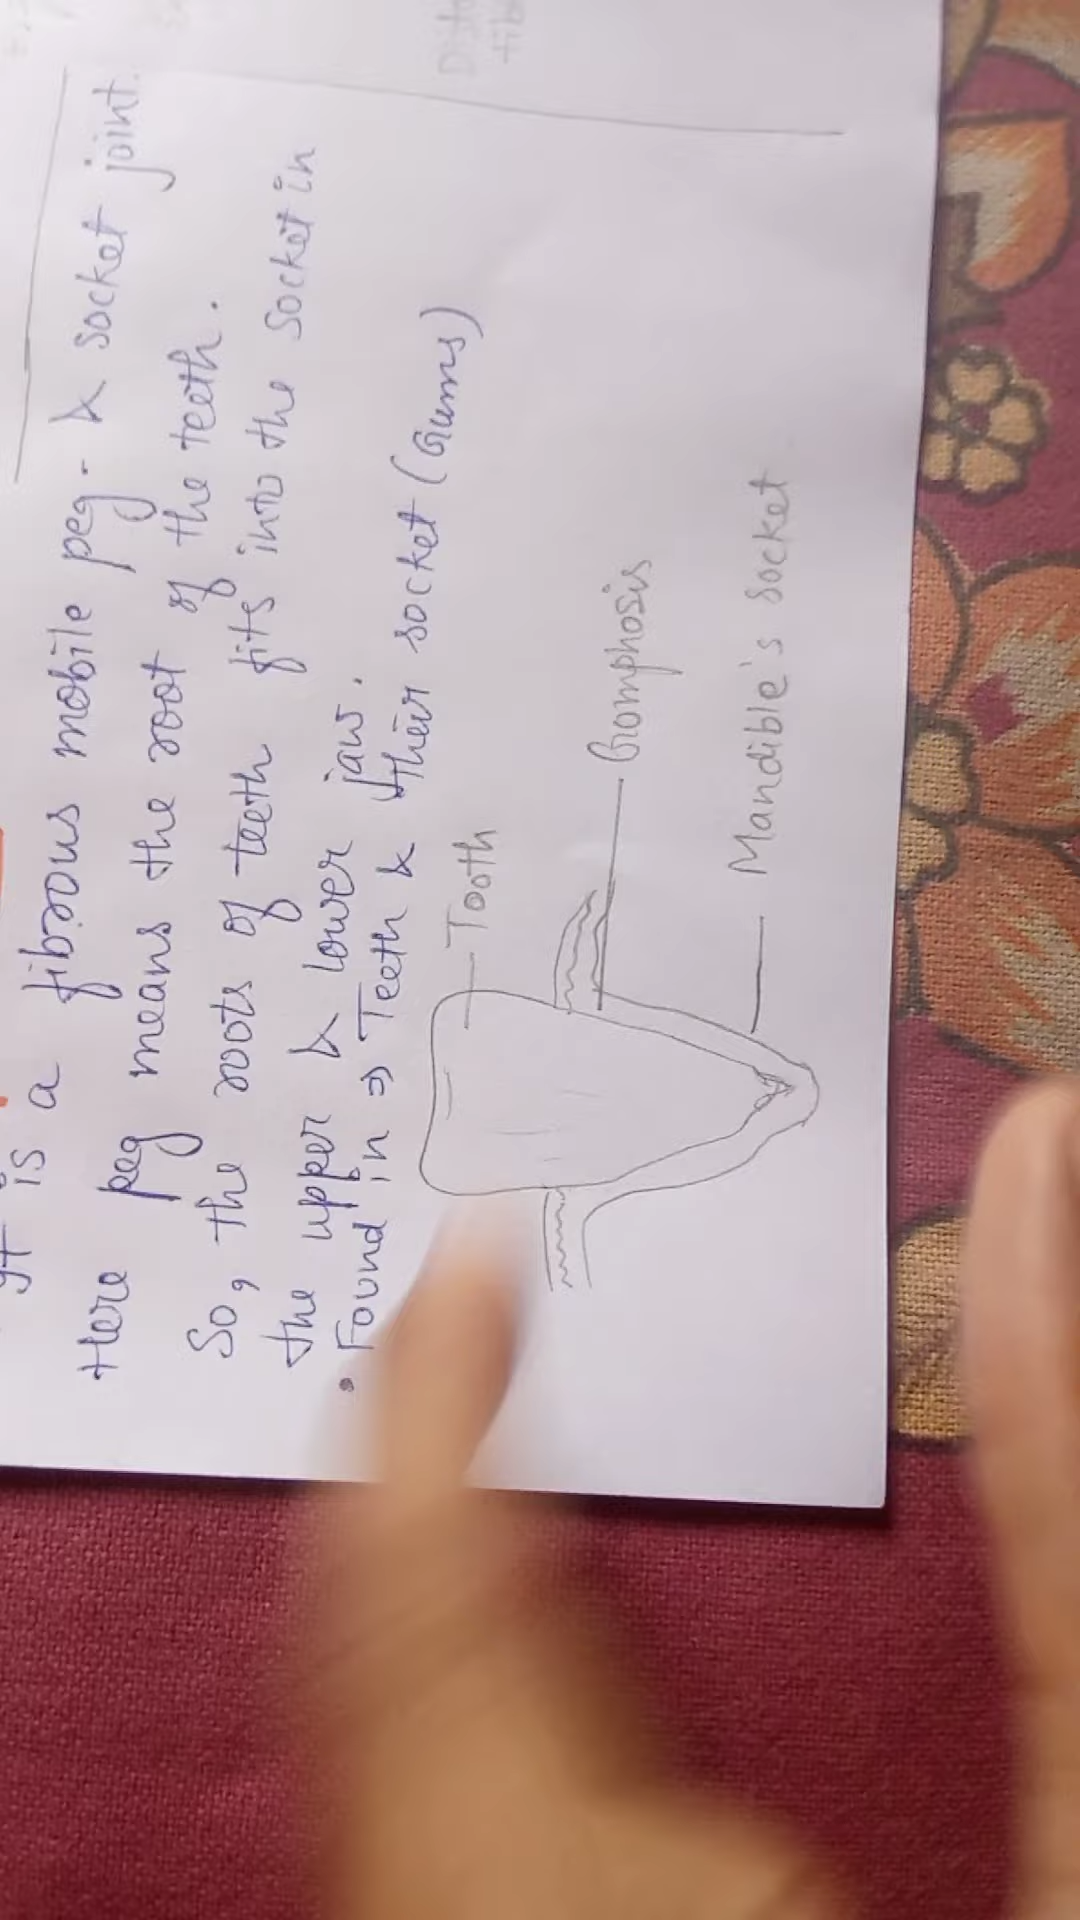 It is a fibrous mobile peg - & socket joint.
Here peg means the root of the teeth.
So, the roots of teeth fits into the socket in
the upper & lower jaw.
• Found in ⇒ Teeth & their socket (Gums)
Tooth
Gomphosis
Mandible's socket